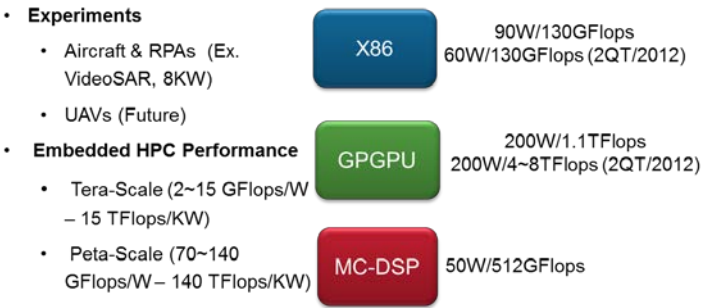 • Experiments
• Aircraft & RPAs (Ex.
VideoSAR, 8KW)
• UAVs (Future)
• Embedded HPC Performance
• Tera-Scale (2~15 GFlops/W
– 15 TFlops/KW)
• Peta-Scale (70~140
GFlops/W – 140 TFlops/KW)
X86
90W/130GFlops
60W/130GFlops (2QT/2012)
GPGPU
200W/1.1TFlops
200W/4~8TFlops (2QT/2012)
MC-DSP
50W/512GFlops